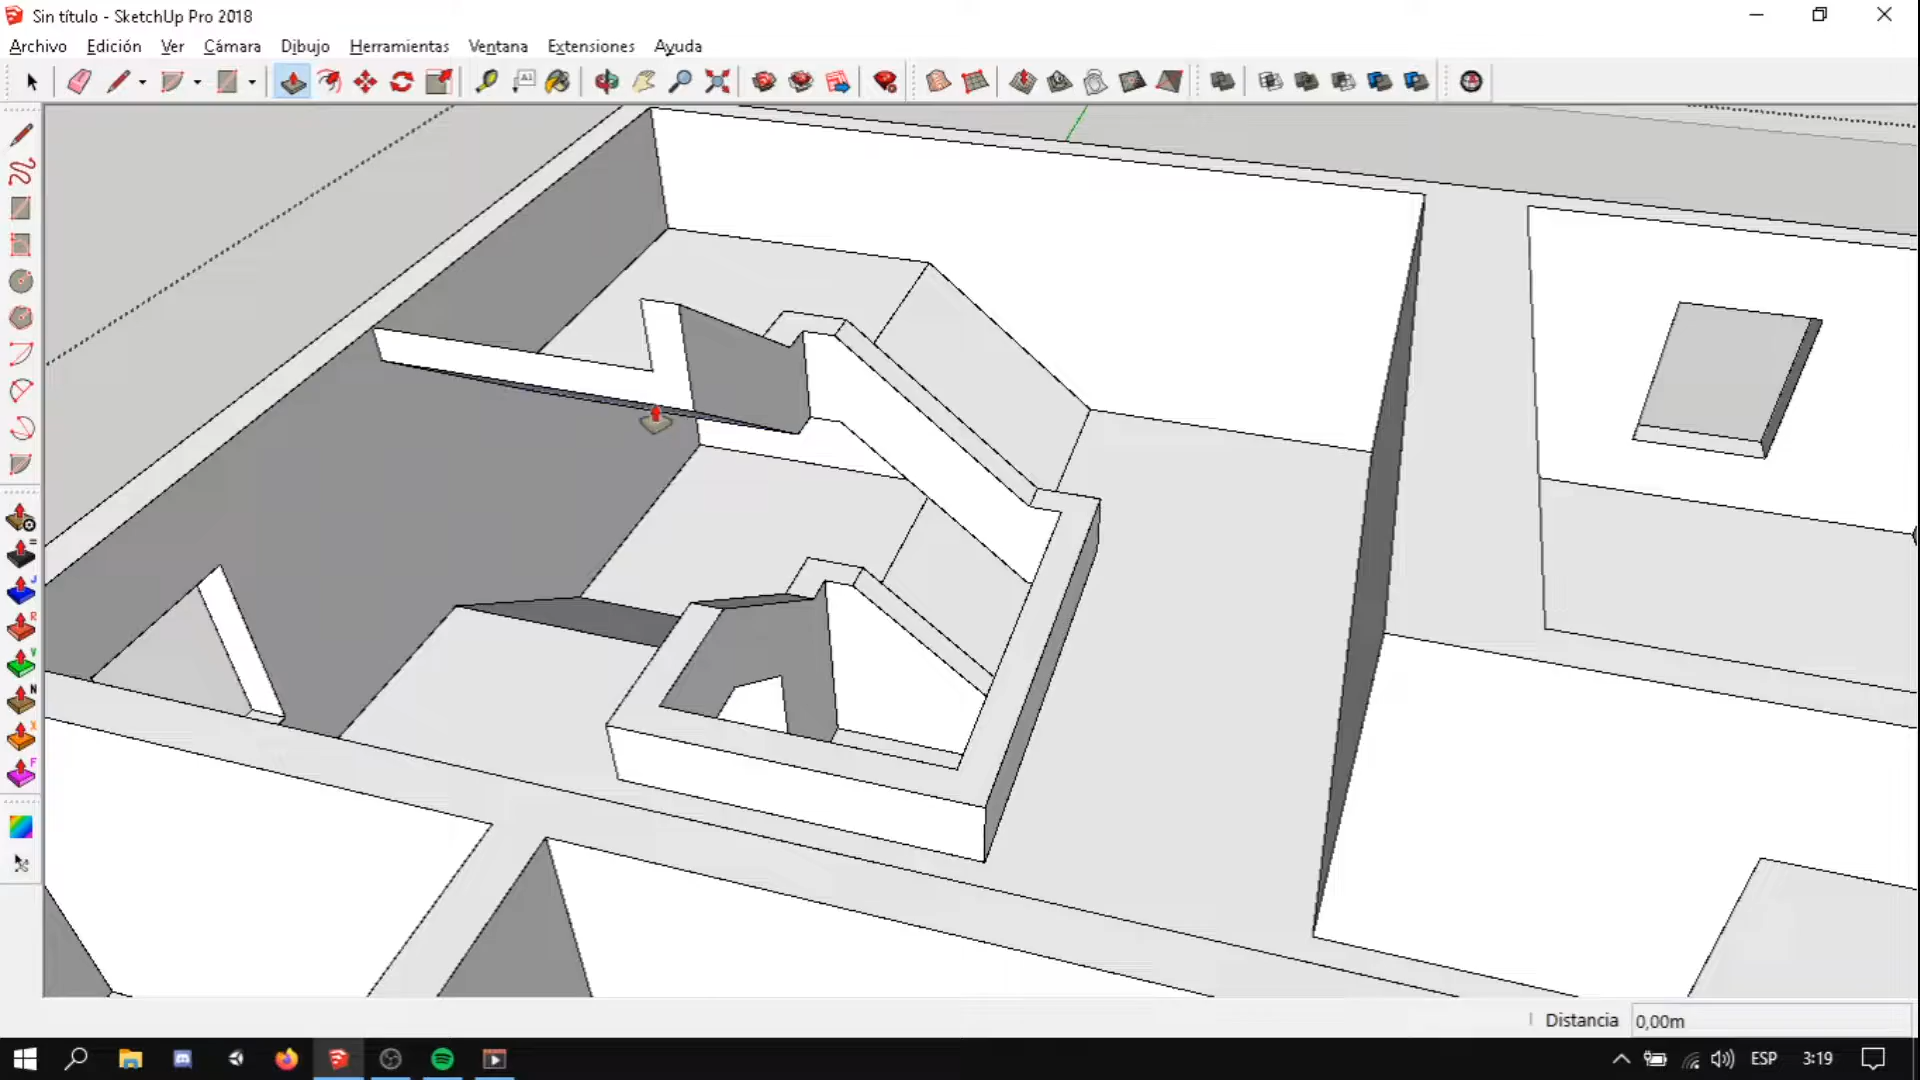 Sin título - SketchUp Pro 2018
Archivo Edición Ver Cámara Dibujo Herramientas Ventana Extensiones Ayuda
A1
=
J
R
V
N
X
F
Distancia 0,00m
ESP 3:19